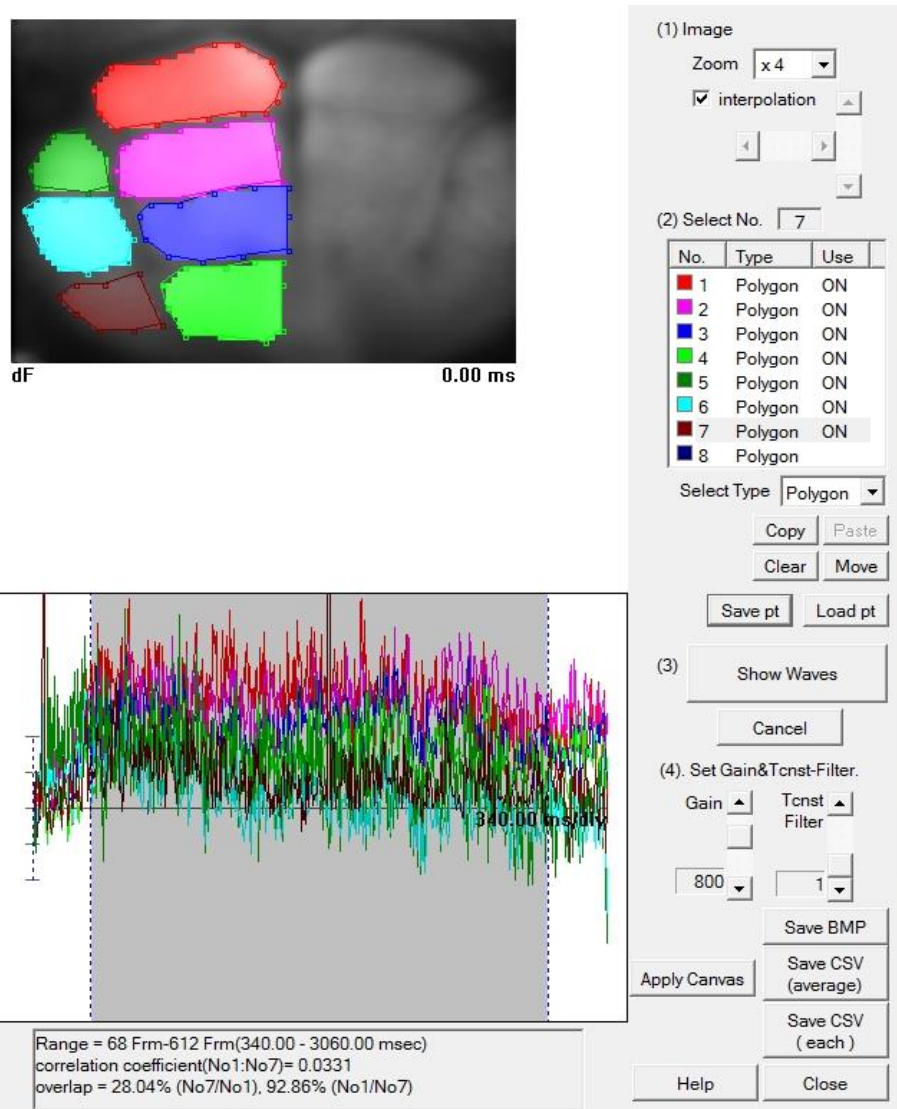 (1) Image
Zoom x 4
interpolation
(2) Select No. 7
No. Type Use
1 Polygon ON
2 Polygon ON
3 Polygon ON
4 Polygon ON
5 Polygon ON
6 Polygon ON
7 Polygon ON
8 Polygon
dF 0.00 ms
Select Type Polygon
Copy Paste
Clear Move
Save pt Load pt
(3) Show Waves
Cancel
(4). Set Gain&Tcnst-Filter.
Gain Tcnst
Filter
800 1
340.00 ms/div
Save BMP
Apply Canvas Save CSV
(average)
Save CSV
( each )
Help Close
Range = 68 Frm-612 Frm(340.00 - 3060.00 msec)
correlation coefficient(No1:No7)= 0.0331
overlap = 28.04% (No7/No1), 92.86% (No1/No7)